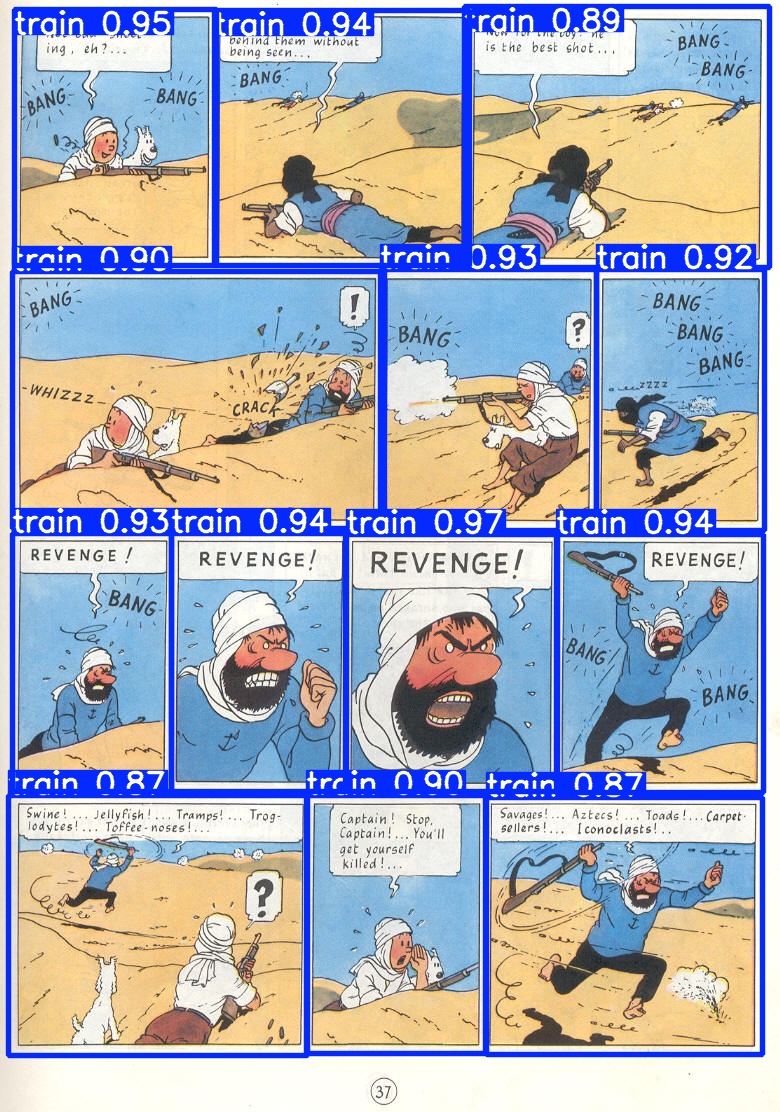 train 0.95
ing, eh?...
BANG
BANG
train 0.94
behind them without
being seen...
BANG
train 0.89
is the best shot...
BANG
BANG
train 0.90
BANG
!
WHIZZZ
CRACK
train 0.93
BANG
?
train 0.92
BANG
BANG
BANG
ZZZZ
train 0.93
REVENGE!
BANG
train 0.94
REVENGE!
train 0.97
REVENGE!
train 0.94
REVENGE!
BANG
BANG
train 0.87
Swine!... Jellyfish!... Tramps!... Trog-
lodytes!... Toffee-noses!...
?
train 0.90
Captain! Stop,
Captain!... You'll
get yourself
killed!...
train 0.87
Savages!... Aztecs!... Toads!... Carpet-
sellers!... Iconoclasts!...
37